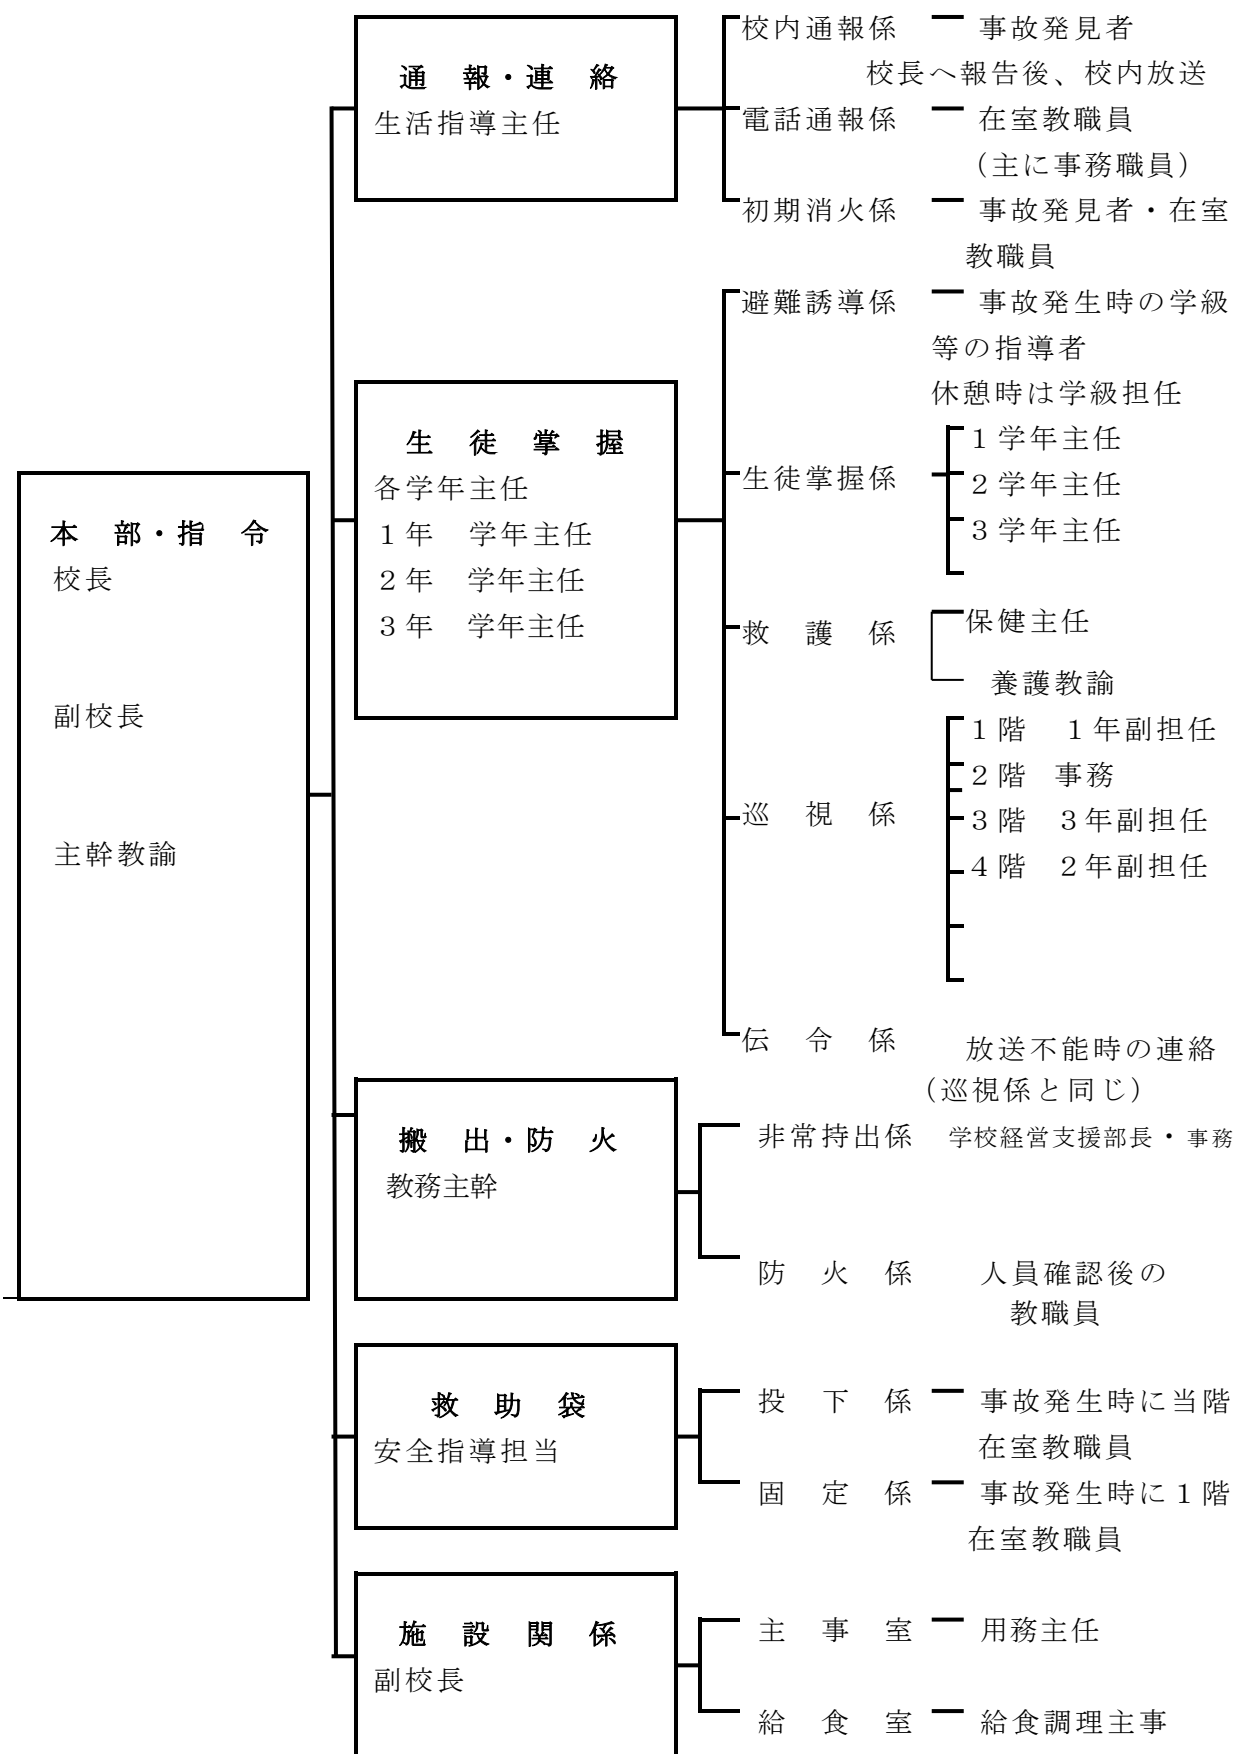 本　部・指　令
校長
副校長
主幹教諭
通　報・連　絡
生活指導主任
校内通報係　━　事故発見者
校長へ報告後、校内放送
電話通報係　━　在室教職員
（主に事務職員）
初期消火係　━　事故発見者・在室
教職員
生　徒　掌　握
各学年主任
１年　学年主任
２年　学年主任
３年　学年主任
避難誘導係　━　事故発生時の学級
等の指導者
休憩時は学級担任
生徒掌握係
１学年主任
２学年主任
３学年主任
救　護　係
保健主任
養護教諭
巡　視　係
１階　１年副担任
２階　事務
３階　３年副担任
４階　２年副担任
伝　令　係　放送不能時の連絡
（巡視係と同じ）
搬　出・防　火
教務主幹
非常持出係　学校経営支援部長・事務
防　火　係　人員確認後の
教職員
救　助　袋
安全指導担当
投　下　係　━　事故発生時に当階
在室教職員
固　定　係　━　事故発生時に１階
在室教職員
施　設　関　係
副校長
主　事　室　━　用務主任
給　食　室　━　給食調理主事